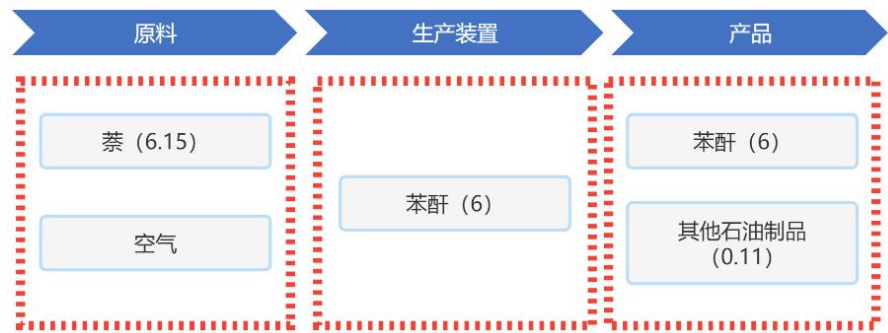 原料
生产装置
产品
萘（6.15）
空气
苯酐（6）
苯酐（6）
其他石油制品
（0.11）